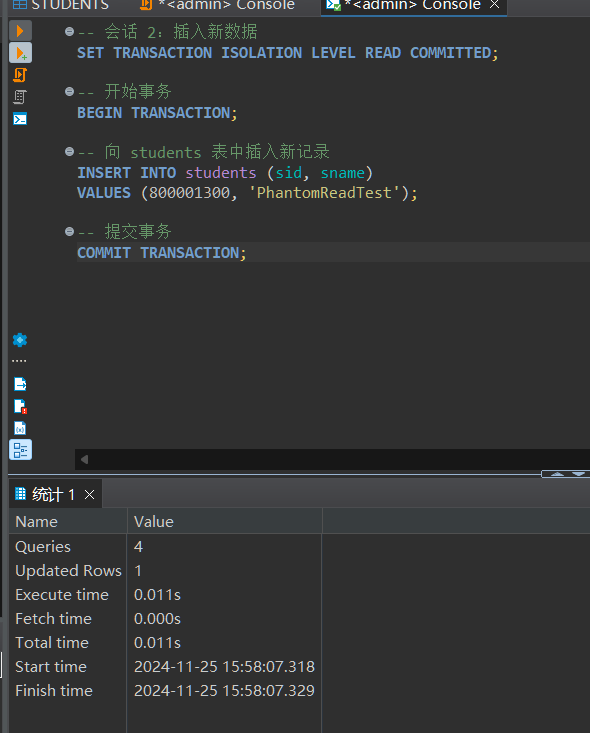 STUDENTS
*<admin> Console
*<admin> Console
-- 会话 2: 插入新数据
SET TRANSACTION ISOLATION LEVEL READ COMMITTED;
-- 开始事务
BEGIN TRANSACTION;
-- 向 students 表中插入新记录
INSERT INTO students (sid, sname)
VALUES (800001300, 'PhantomReadTest');
-- 提交事务
COMMIT TRANSACTION;
统计 1
Name Value
Queries 4
Updated Rows 1
Execute time 0.011s
Fetch time 0.000s
Total time 0.011s
Start time 2024-11-25 15:58:07.318
Finish time 2024-11-25 15:58:07.329